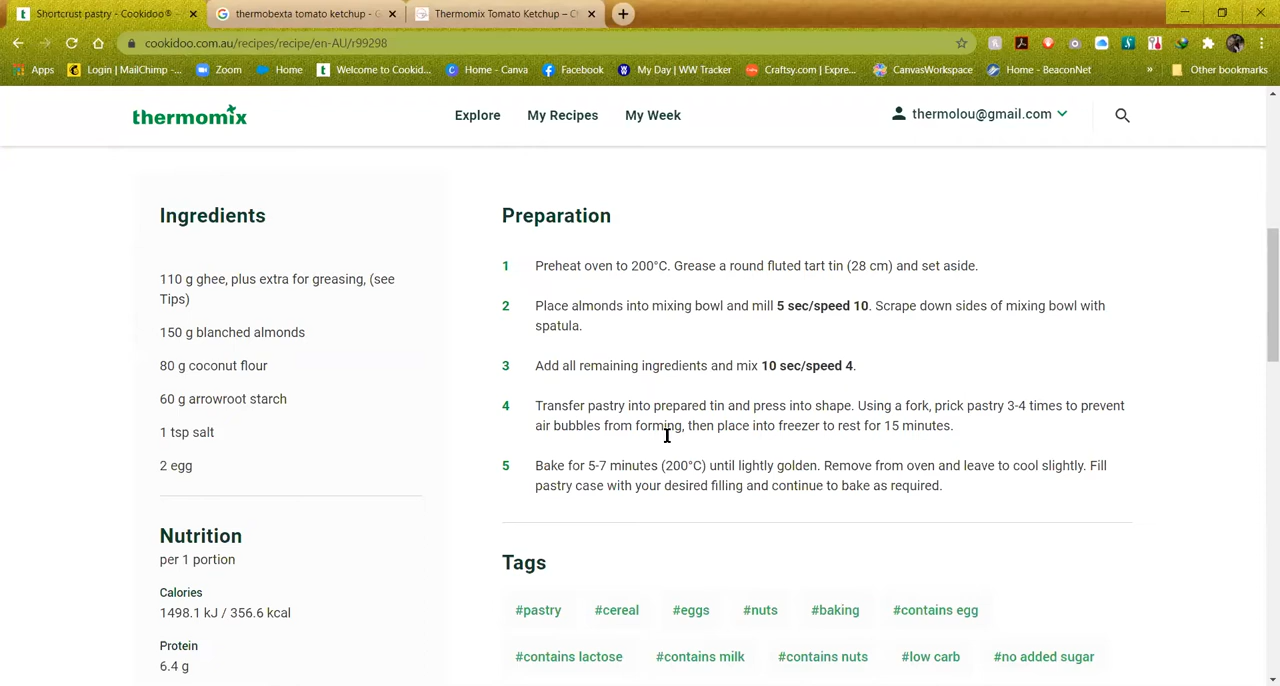 Shortcrust pastry - Cookidoo®
thermobexta tomato ketchup - G
Thermomix Tomato Ketchup – C
cookidoo.com.au/recipes/recipe/en-AU/r99298
Apps
Login | MailChimp -...
Zoom
Home
Welcome to Cookid...
Home - Canva
Facebook
My Day | WW Tracker
Craftsy.com | Expre...
CanvasWorkspace
Home - BeaconNet
»
Other bookmarks
thermomix
Explore
My Recipes
My Week
thermolou@gmail.com
Ingredients
110 g ghee, plus extra for greasing, (see
Tips)
150 g blanched almonds
80 g coconut flour
60 g arrowroot starch
1 tsp salt
2 egg
Nutrition
per 1 portion
Calories
1498.1 kJ / 356.6 kcal
Protein
6.4 g
Preparation
1 Preheat oven to 200°C. Grease a round fluted tart tin (28 cm) and set aside.
2 Place almonds into mixing bowl and mill 5 sec/speed 10. Scrape down sides of mixing bowl with
spatula.
3 Add all remaining ingredients and mix 10 sec/speed 4.
4 Transfer pastry into prepared tin and press into shape. Using a fork, prick pastry 3-4 times to prevent
air bubbles from forming, then place into freezer to rest for 15 minutes.
5 Bake for 5-7 minutes (200°C) until lightly golden. Remove from oven and leave to cool slightly. Fill
pastry case with your desired filling and continue to bake as required.
Tags
#pastry #cereal #eggs #nuts #baking #contains egg
#contains lactose #contains milk #contains nuts #low carb #no added sugar